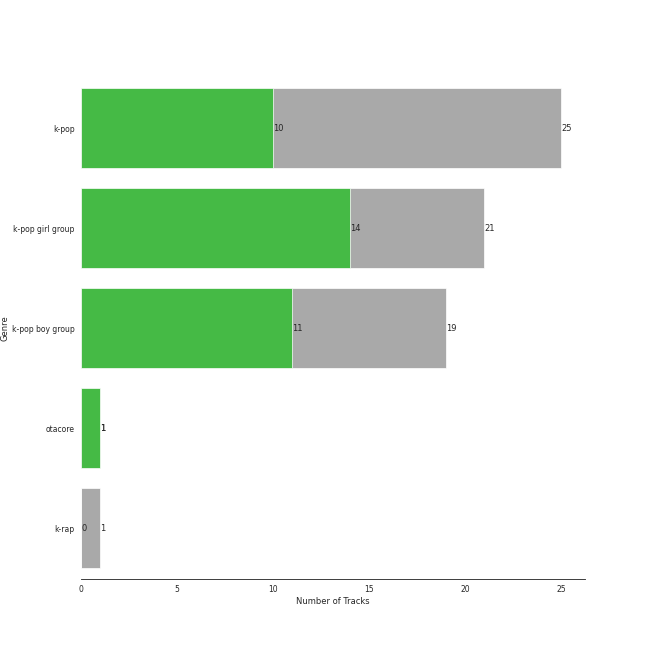 k-pop 10 25
k-pop girl group 14 21
k-pop boy group 11 19
otacore 1
k-rap 0 1
Genre
0 5 10 15 20 25
Number of Tracks